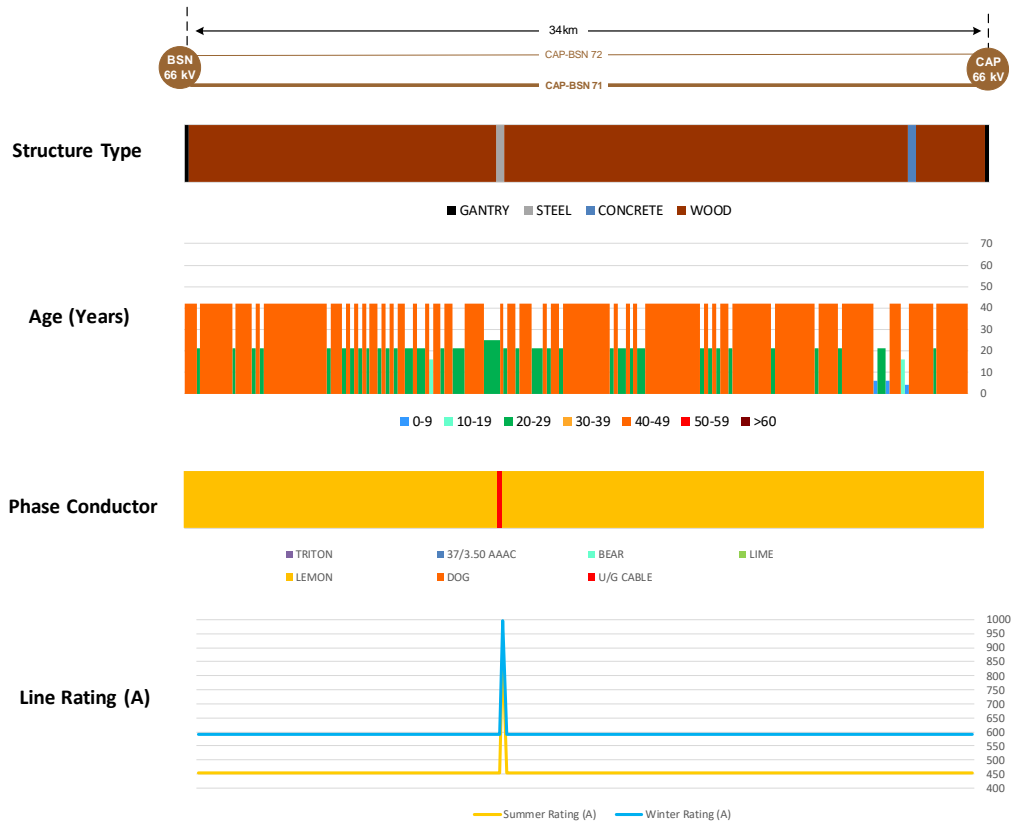 34km
BSN
66 kV
CAP-BSN 72
CAP
66 kV
CAP-BSN 71
Structure Type
GANTRY STEEL CONCRETE WOOD
Age (Years)
70
60
50
40
30
20
10
0
0-9 10-19 20-29 30-39 40-49 50-59 >60
Phase Conductor
TRITON 37/3.50 AAAC BEAR LIME
LEMON DOG U/G CABLE
Line Rating (A)
1000
950
900
850
800
750
700
650
600
550
500
450
400
Summer Rating (A) Winter Rating (A)